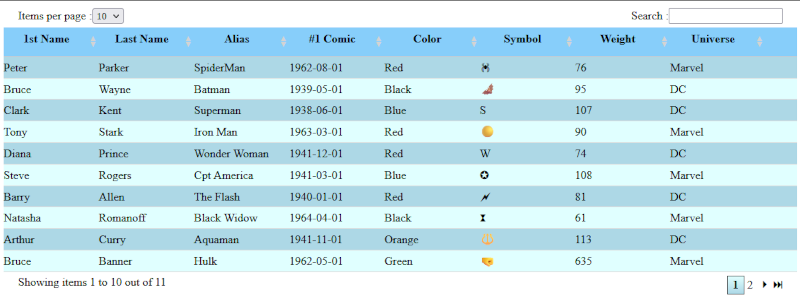 Items per page : 10 Search :
1st Name Last Name Alias #1 Comic Color Symbol Weight Universe
Peter Parker SpiderMan 1962-08-01 Red 🕷 76 Marvel
Bruce Wayne Batman 1939-05-01 Black 🦇 95 DC
Clark Kent Superman 1938-06-01 Blue S 107 DC
Tony Stark Iron Man 1963-03-01 Red 90 Marvel
Diana Prince Wonder Woman 1941-12-01 Red W 74 DC
Steve Rogers Cpt America 1941-03-01 Blue ✪ 108 Marvel
Barry Allen The Flash 1940-01-01 Red 81 DC
Natasha Romanoff Black Widow 1964-04-01 Black 61 Marvel
Arthur Curry Aquaman 1941-11-01 Orange 🔱 113 DC
Bruce Banner Hulk 1962-05-01 Green 🤜 635 Marvel
Showing items 1 to 10 out of 11 1 2